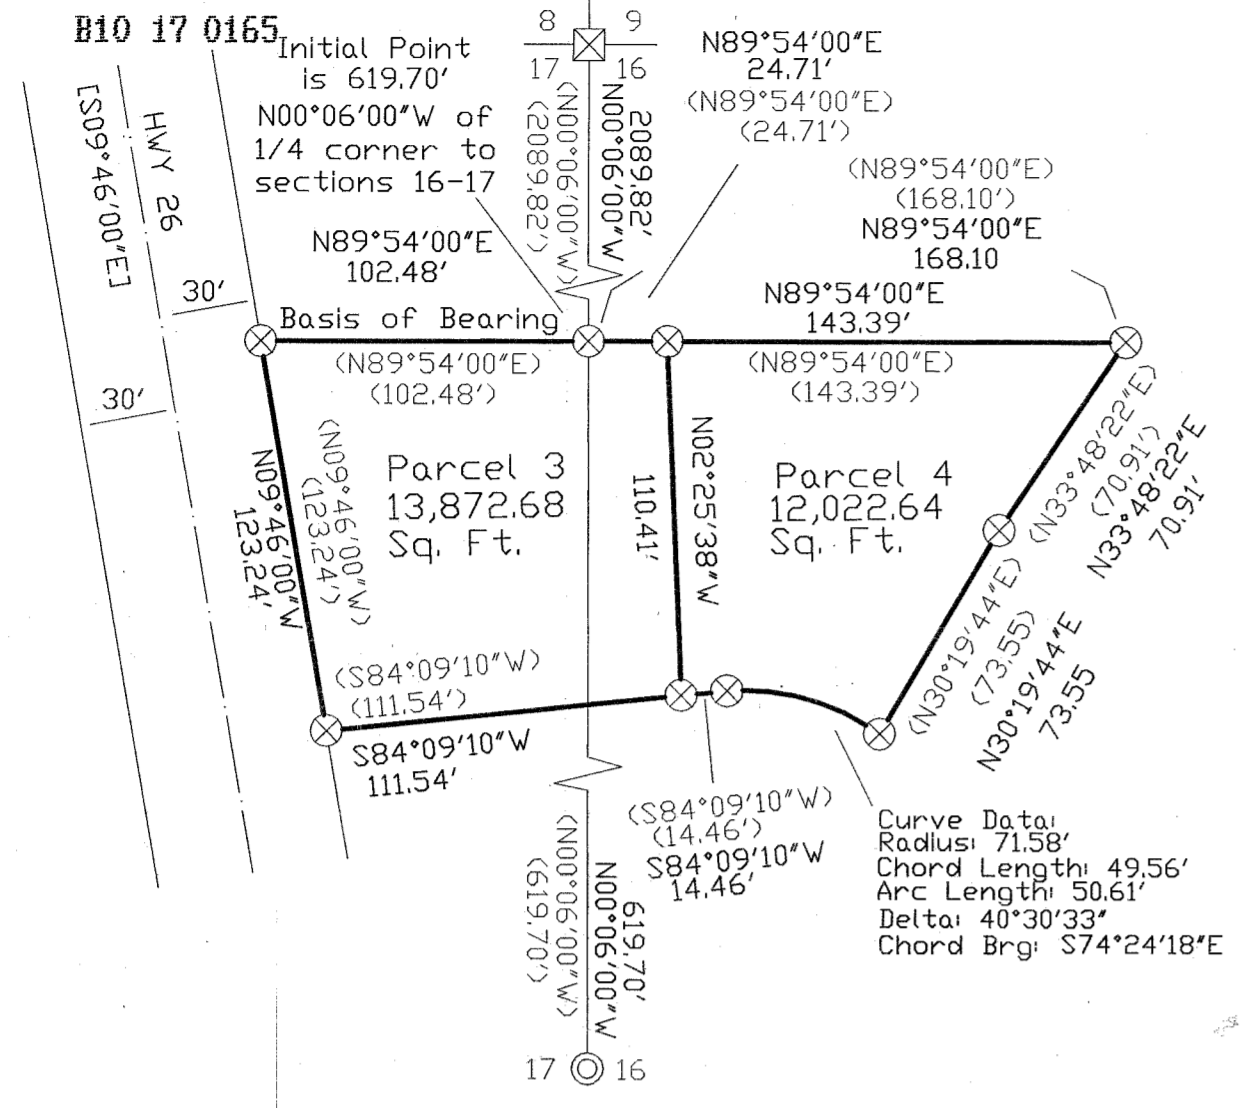 B10 17 0165
Initial Point
is 619.70'
N00°06'00"W of
1/4 corner to
sections 16-17
8 9
17 16
(N00°06'00"W)
(2089.82')
2089.82'
N00°06'00"W
N89°54'00"E
24.71'
(N89°54'00"E)
(24.71')
(N89°54'00"E)
(168.10')
N89°54'00"E
168.10
HWY 26
[S09°46'00"E]
30'
30'
N89°54'00"E
102.48'
Basis of Bearing
(N89°54'00"E)
(102.48')
N89°54'00"E
143.39'
(N89°54'00"E)
(143.39')
N09°46'00"W
123.24'
(N09°46'00"W)
(123.24')
Parcel 3
13,872.68
Sq. Ft.
N02°25'38"W
110.41'
Parcel 4
12,022.64
Sq. Ft.
(N33°48'22"E)
(70.91')
N33°48'22"E
70.91'
(N30°19'44"E)
(73.55)
N30°19'44"E
73.55
(S84°09'10"W)
(111.54')
S84°09'10"W
111.54'
(S84°09'10"W)
(14.46')
S84°09'10"W
14.46'
Curve Data:
Radius: 71.58'
Chord Length: 49.56'
Arc Length: 50.61'
Delta: 40°30'33"
Chord Brg: S74°24'18"E
(N00°06'00"W)
(619.70')
619.70'
N00°06'00"W
17 16